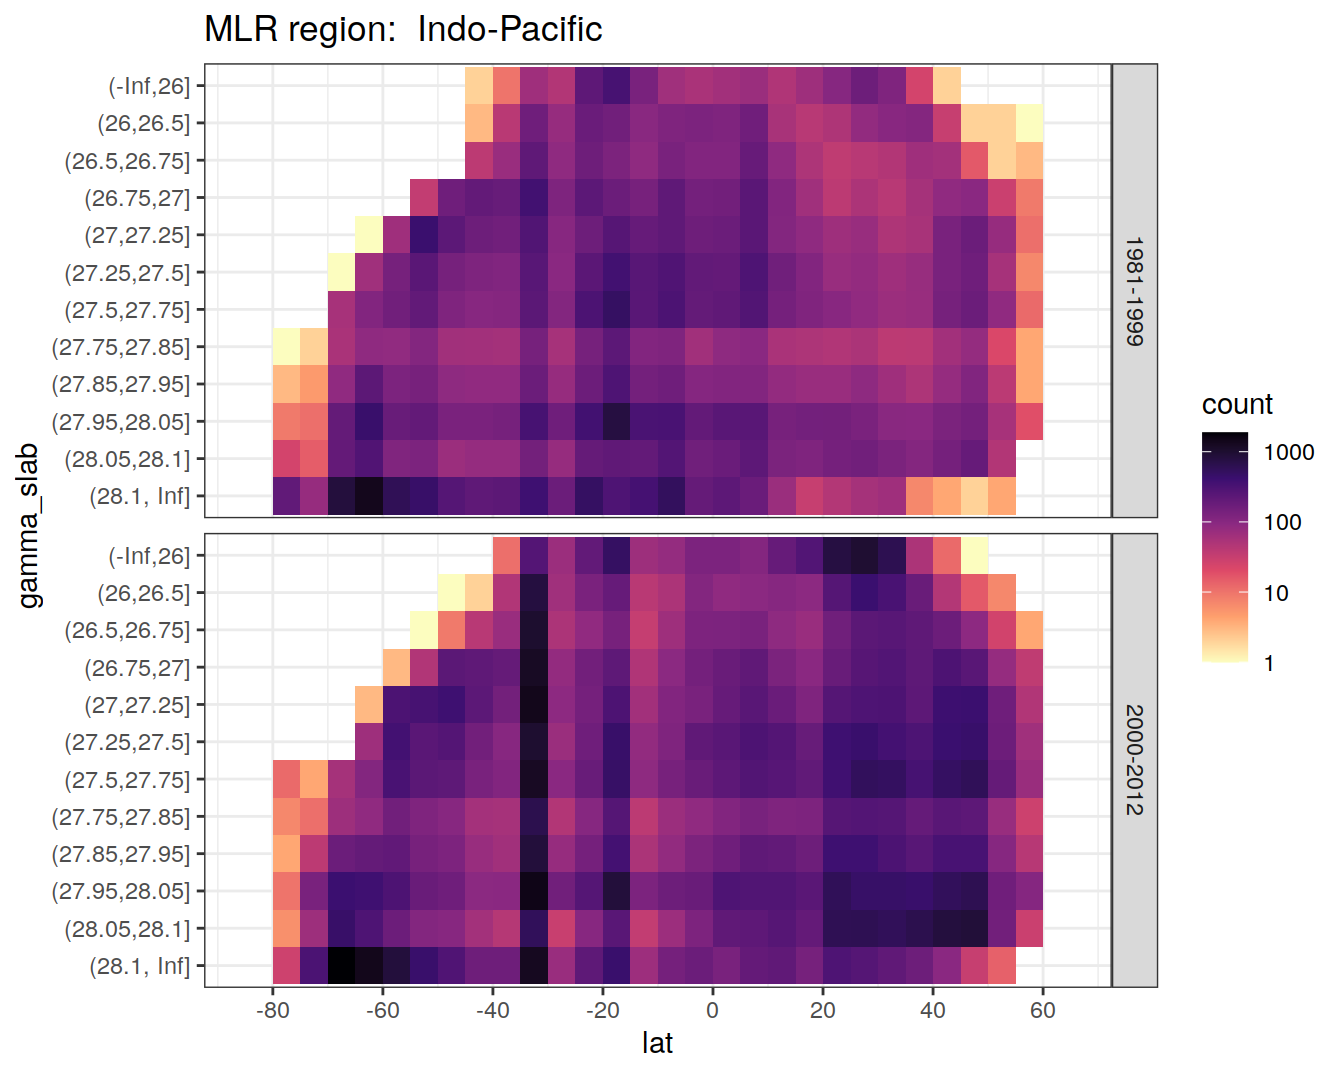 MLR region:  Indo-Pacific
gamma_slab
(-Inf,26]
(26,26.5]
(26.5,26.75]
(26.75,27]
(27,27.25]
(27.25,27.5]
(27.5,27.75]
(27.75,27.85]
(27.85,27.95]
(27.95,28.05]
(28.05,28.1]
(28.1, Inf]
1981-1999
(-Inf,26]
(26,26.5]
(26.5,26.75]
(26.75,27]
(27,27.25]
(27.25,27.5]
(27.5,27.75]
(27.75,27.85]
(27.85,27.95]
(27.95,28.05]
(28.05,28.1]
(28.1, Inf]
2000-2012
-80 -60 -40 -20 0 20 40 60
lat
count
1000
100
10
1